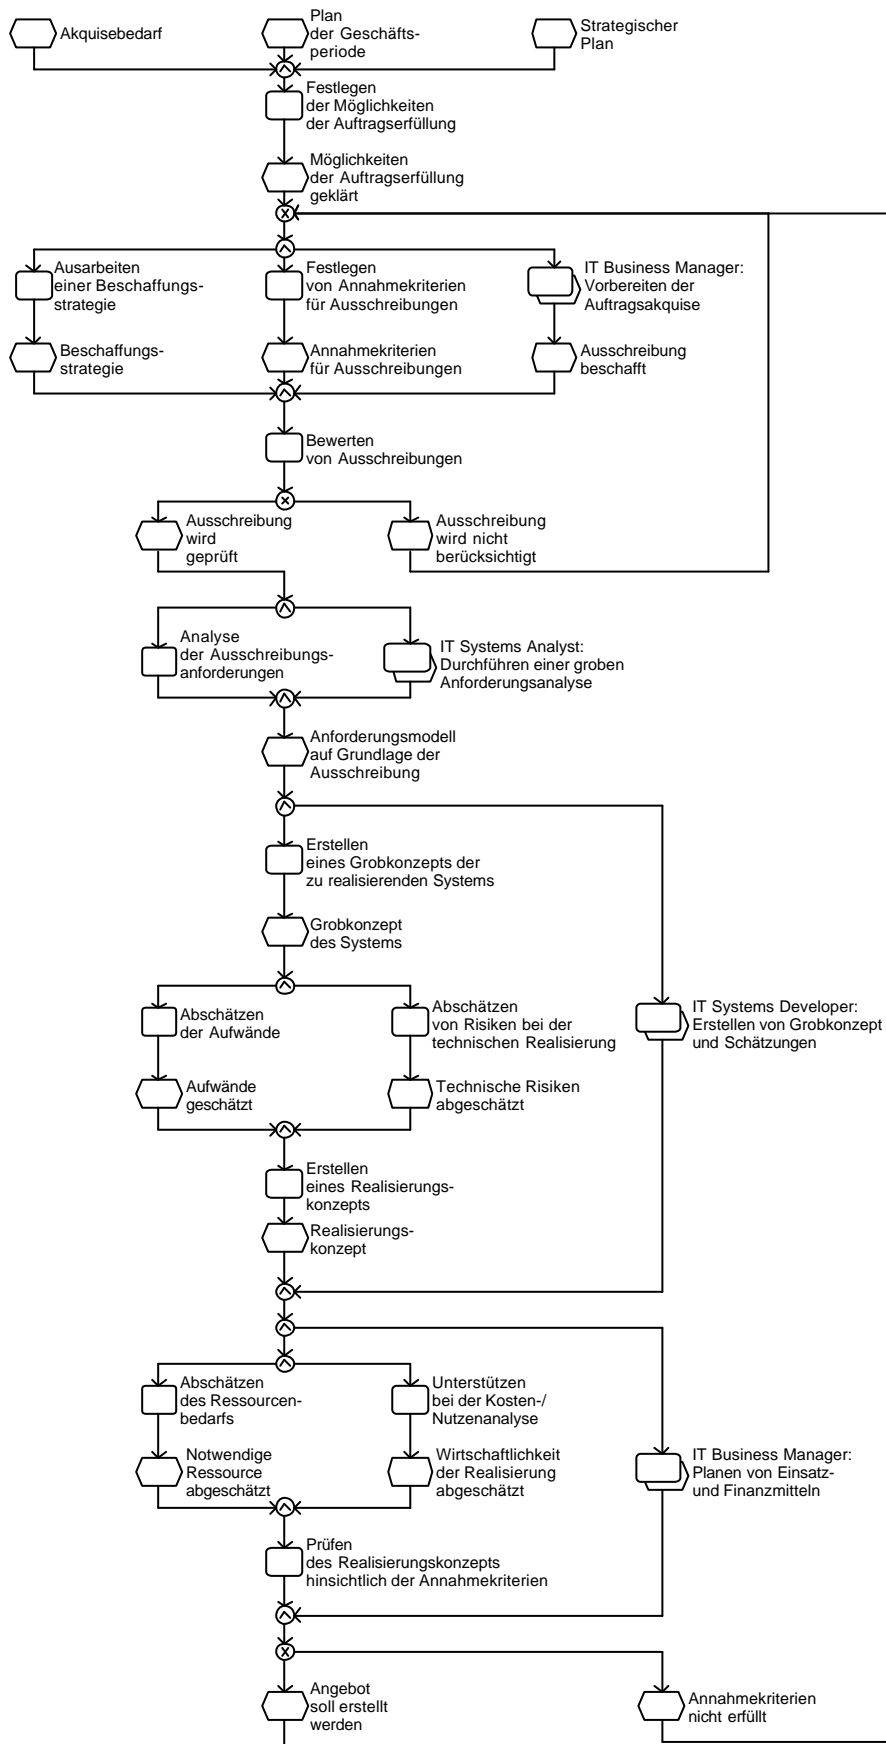 Akquisebedarf
Plan
der Geschäfts-
periode
Strategischer
Plan
Festlegen
der Möglichkeiten
der Auftragserfüllung
Möglichkeiten
der Auftragserfüllung
geklärt
Ausarbeiten
einer Beschaffungs-
strategie
Festlegen
von Annahmekriterien
für Ausschreibungen
IT Business Manager:
Vorbereiten der
Auftragsakquise
Beschaffungs-
strategie
Annahmekriterien
für Ausschreibungen
Ausschreibung
beschafft
Bewerten
von Ausschreibungen
Ausschreibung
wird
geprüft
Ausschreibung
wird nicht
berücksichtigt
Analyse
der Ausschreibungs-
anforderungen
IT Systems Analyst:
Durchführen einer groben
Anforderungsanalyse
Anforderungsmodell
auf Grundlage der
Ausschreibung
Erstellen
eines Grobkonzepts der
zu realisierenden Systems
Grobkonzept
des Systems
Abschätzen
der Aufwände
Abschätzen
von Risiken bei der
technischen Realisierung
IT Systems Developer:
Erstellen von Grobkonzept
und Schätzungen
Aufwände
geschätzt
Technische Risiken
abgeschätzt
Erstellen
eines Realisierungs-
konzepts
Realisierungs-
konzept
Abschätzen
des Ressourcen-
bedarfs
Unterstützen
bei der Kosten-/
Nutzenanalyse
Notwendige
Ressource
abgeschätzt
Wirtschaftlichkeit
der Realisierung
abgeschätzt
IT Business Manager:
Planen von Einsatz-
und Finanzmitteln
Prüfen
des Realisierungskonzepts
hinsichtlich der Annahmekriterien
Angebot
soll erstellt
werden
Annahmekriterien
nicht erfüllt